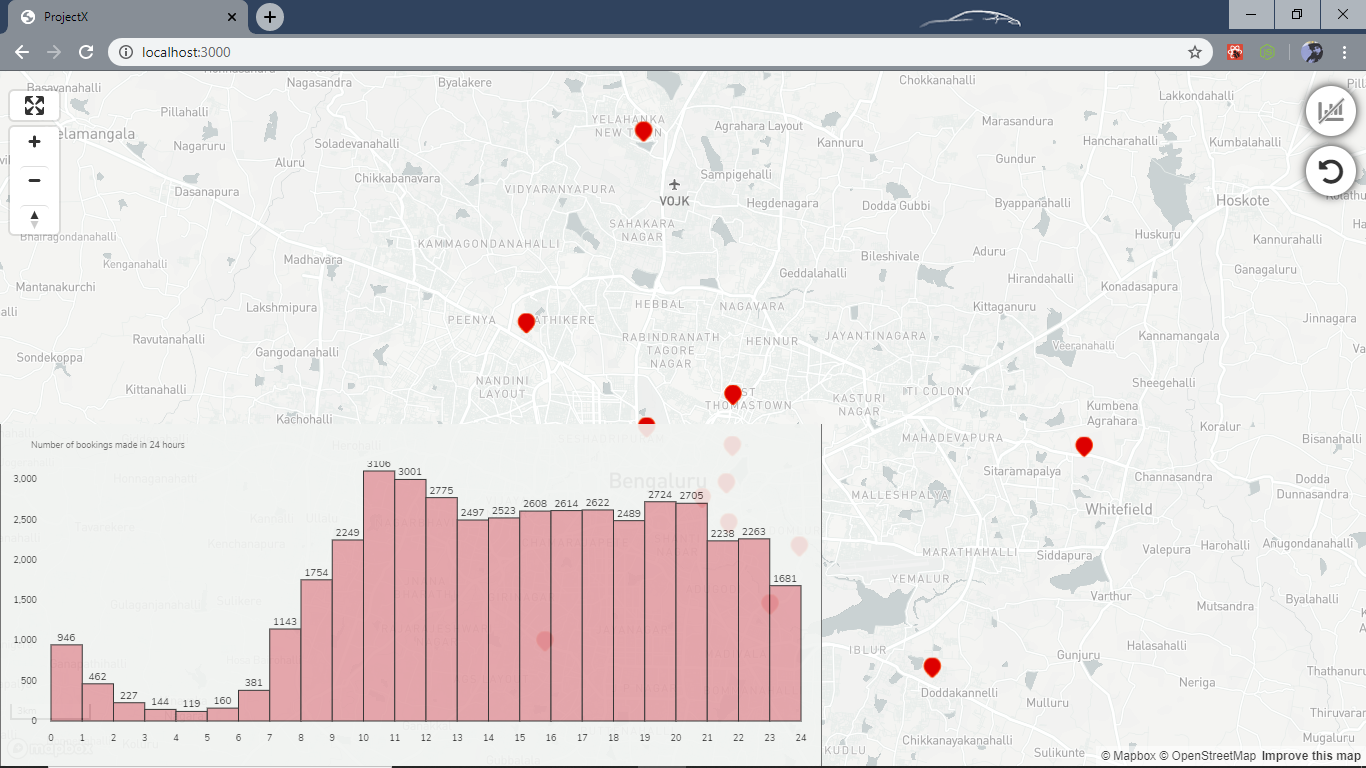 ProjectX
localhost:3000
Nagasandra
Byalakere
Chokkanahalli
Basavanahalli
Pillahalli
Lakkondahalli
YELAHANKA
NEW TOWN
Agrahara Layout
Marasandra
elamangala
Nagaruru
Soladevanahalli
Kannuru
Hancharahalli
Kumbalahalli
Aluru
Gundur
Chikkabanavara
Sampigehalli
Dasanapura
VIDYARANYAPURA
VOJK
Hegdenagara
Dodda Gubbi
Byappanahalli
Hoskote
SAHAKARA
NAGAR
Huskuru
Bhairagondanahalli
KAMMAGONDANAHALLI
Kannurahalli
Kenganahalli
Madhavara
Bileshivale
Aduru
Geddalahalli
Ganagaluru
Mantanakurchi
Hirandahalli
Konadasapura
Lakshmipura
HEBBAL
NAGAVARA
Kittaganuru
PEENYA
ATHIKERE
Jinnagara
Ravutanahalli
RABINDRANATH
TAGORE
NAGAR
HENNUR
JAYANTINAGARA
Kannamangala
Sondekoppa
Gangodanahalli
Veeranahalli
Kittanahalli
NANDINI
LAYOUT
ITI COLONY
Sheegehalli
THOMASTOWN
KASTURI
NAGAR
Kumbena
Agrahara
Kachohalli
Koralur
MAHADEVAPURA
Bisanahalli
Number of bookings made in 24 hours
Sitaramapalya
Bengaluru
Channasandra
Dodda
Dunnasandra
MALLESHPALYA
Whitefield
MARATHAHALLI
Siddapura
Valepura
Harohalli
Anugondanahalli
YEMALUR
Varthur
Mutsandra
Byalahalli
Halasahalli
IBLUR
Gunjuru
Thathanuru
Neriga
Doddakannelli
Mulluru
Thiruvaran
Chikkanayakanahalli
Mugaluru
KUDLU
Sulikunte
3,000
2,500
2,000
1,500
1,000
500
0
946 462 227 144 119 160 381 1143 1754 2249 3106 3001 2775 2497 2523 2608 2614 2622 2489 2724 2705 2238 2263 1681
0 1 2 3 4 5 6 7 8 9 10 11 12 13 14 15 16 17 18 19 20 21 22 23 24
mapbox
© Mapbox © OpenStreetMap Improve this map